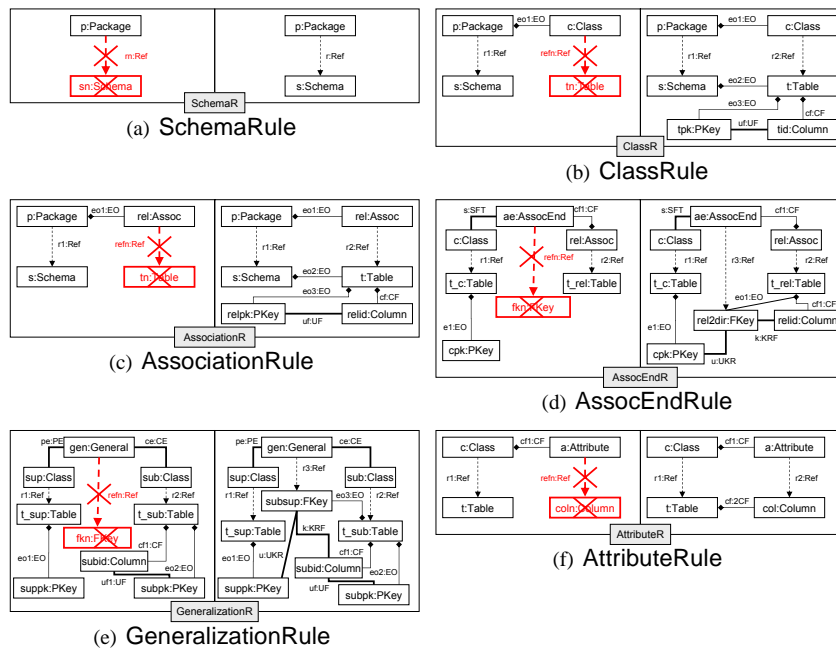 p:Package
rn:Ref
sn:Schema
p:Package
r:Ref
s:Schema
SchemaR
(a) SchemaRule
p:Package eo1:EO c:Class
r1:Ref refn:Ref
s:Schema tn:Table
p:Package eo1:EO c:Class
r1:Ref r2:Ref
s:Schema eo2:EO t:Table
eo3:EO cf:CF
tpk:PKey uf:UF tid:Column
ClassR
(b) ClassRule
p:Package eo1:EO rel:Assoc
r1:Ref refn:Ref
s:Schema tn:Table
p:Package eo1:EO rel:Assoc
r1:Ref r2:Ref
s:Schema eo2:EO t:Table
eo3:EO cf:CF
relpk:PKey uf:UF relid:Column
AssociationR
(c) AssociationRule
s:SFT ae:AssocEnd cf1:CF
c:Class rel:Assoc
r1:Ref refn:Ref r2:Ref
t_c:Table t_rel:Table
fkn:FKey
e1:EO
cpk:PKey
s:SFT ae:AssocEnd cf1:CF
c:Class rel:Assoc
r1:Ref r3:Ref r2:Ref
t_c:Table t_rel:Table
eo1:EO
e1:EO rel2dir:FKey relid:Column
k:KRF
cpk:PKey u:UKR
AssocEndR
(d) AssocEndRule
pe:PE gen:General ce:CE
sup:Class sub:Class
r1:Ref refn:Ref r2:Ref
t_sup:Table t_sub:Table
fkn:FKey
eo1:EO cf1:CF
subid:Column eo2:EO
uf1:UF
suppk:PKey subpk:PKey
pe:PE gen:General ce:CE
sup:Class r3:Ref sub:Class
r1:Ref subsup:FKey eo3:EO r2:Ref
t_sup:Table k:KRF t_sub:Table
eo1:EO u:UKR cf1:CF
subid:Column eo2:EO
suppk:PKey uf:UF subpk:PKey
GeneralizationR
(e) GeneralizationRule
c:Class cf1:CF a:Attribute
r1:Ref refn:Ref
t:Table coln:Column
c:Class cf1:CF a:Attribute
r1:Ref r2:Ref
t:Table cf:2CF col:Column
AttributeR
(f) AttributeRule